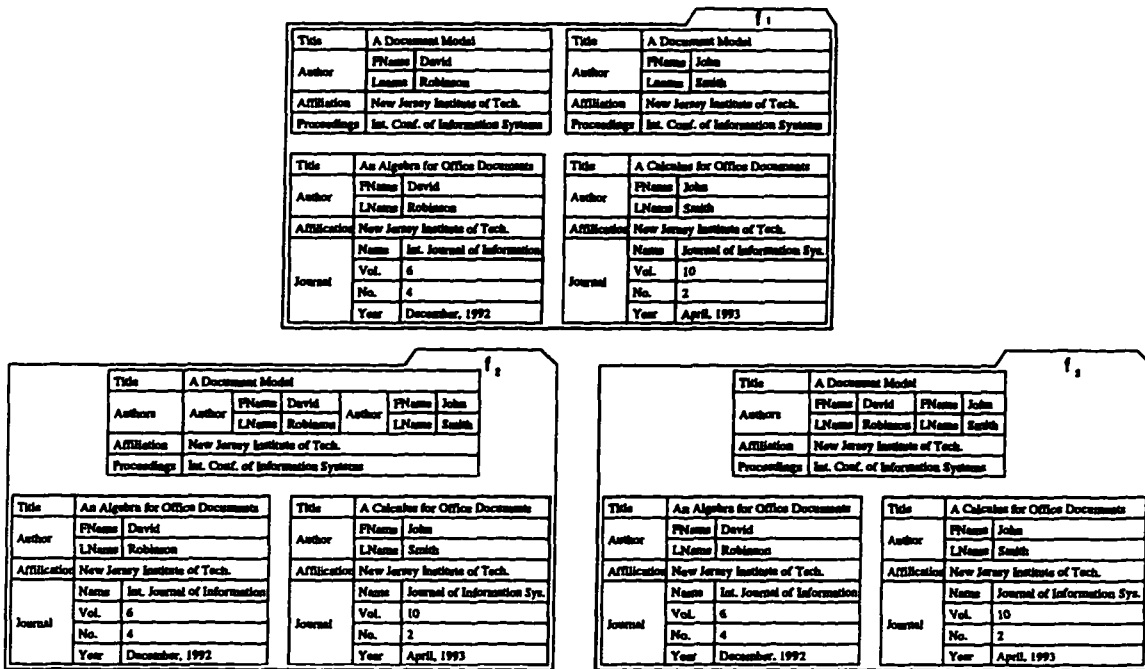 f 1
Title A Document Model
Author FName David
Lname Robinson
Affiliation New Jersey Institute of Tech.
Proceedings Int. Conf. of Information Systems
Title A Document Model
Author FName John
Lname Smith
Affiliation New Jersey Institute of Tech.
Proceedings Int. Conf. of Information Systems
Title An Algebra for Office Documents
Author FName David
LName Robinson
Affilication New Jersey Institute of Tech.
Journal Name Int. Journal of Information
Vol. 6
No. 4
Year December, 1992
Title A Calculus for Office Documents
Author FName John
LName Smith
Affilication New Jersey Institute of Tech.
Journal Name Journal of Information Sys.
Vol. 10
No. 2
Year April, 1993
f 2
Title A Document Model
Authors Author FName David Author FName John
LName Robinson LName Smith
Affiliation New Jersey Institute of Tech.
Proceedings Int. Conf. of Information Systems
Title An Algebra for Office Documents
Author FName David
LName Robinson
Affilication New Jersey Institute of Tech.
Journal Name Int. Journal of Information
Vol. 6
No. 4
Year December, 1992
Title A Calculus for Office Documents
Author FName John
LName Smith
Affilication New Jersey Institute of Tech.
Journal Name Journal of Information Sys.
Vol. 10
No. 2
Year April, 1993
f 3
Title A Document Model
Authors FName David FName John
LName Robinson LName Smith
Affiliation New Jersey Institute of Tech.
Proceedings Int. Conf. of Information Systems
Title An Algebra for Office Documents
Author FName David
LName Robinson
Affilication New Jersey Institute of Tech.
Journal Name Int. Journal of Information
Vol. 6
No. 4
Year December, 1992
Title A Calculus for Office Documents
Author FName John
LName Smith
Affilication New Jersey Institute of Tech.
Journal Name Journal of Information Sys.
Vol. 10
No. 2
Year April, 1993